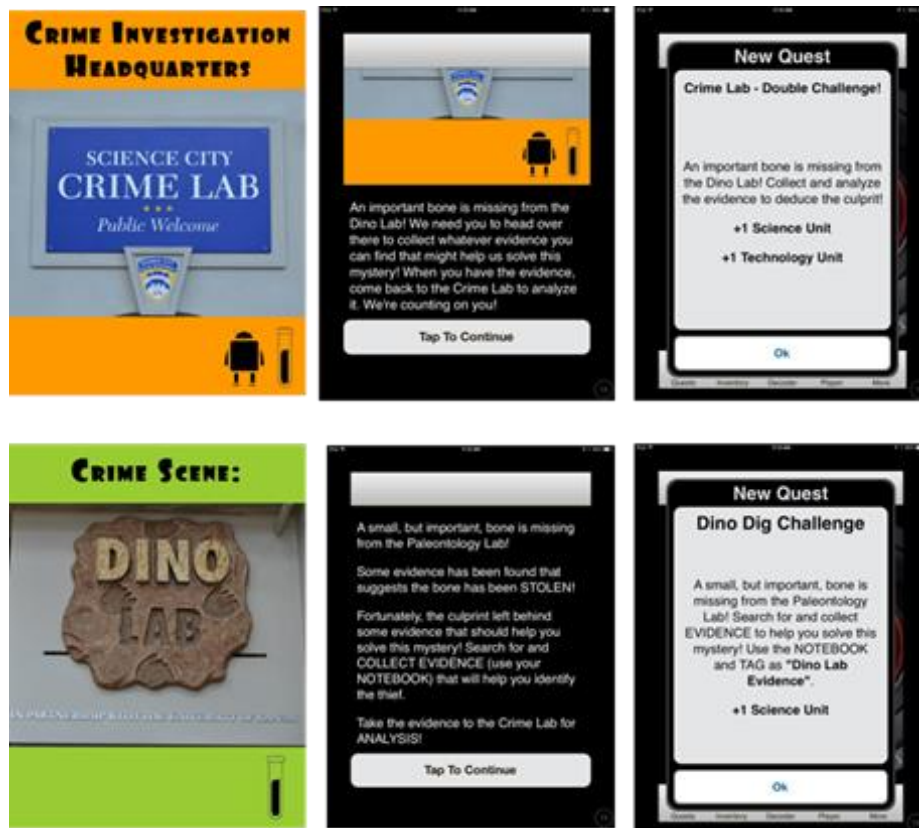 CRIME INVESTIGATION
HEADQUARTERS
SCIENCE CITY
CRIME LAB
Public Welcome
An important bone is missing from the
Dino Lab! We need you to head over
there to collect whatever evidence you
can find that might help us solve this
mystery! When you have the evidence,
come back to the Crime Lab to analyze
it. We're counting on you!
Tap To Continue
New Quest
Crime Lab - Double Challenge!
An important bone is missing from
the Dino Lab! Collect and analyze
the evidence to deduce the culprit!
+1 Science Unit
+1 Technology Unit
Ok
Quests Inventory Decoder Player More
CRIME SCENE:
DINO
LAB
A small, but important, bone is missing
from the Paleontology Lab!
Some evidence has been found that
suggests the bone has been STOLEN!
Fortunately, the culprint left behind
some evidence that should help you
solve this mystery! Search for and
COLLECT EVIDENCE (use your
NOTEBOOK) that will help you identify
the thief.
Take the evidence to the Crime Lab for
ANALYSIS!
Tap To Continue
New Quest
Dino Dig Challenge
A small, but important, bone is
missing from the Paleontology
Lab! Search for and collect
EVIDENCE to help you solve this
mystery! Use the NOTEBOOK
and TAG as "Dino Lab
Evidence".
+1 Science Unit
Ok
Quests Inventory Decoder Player More